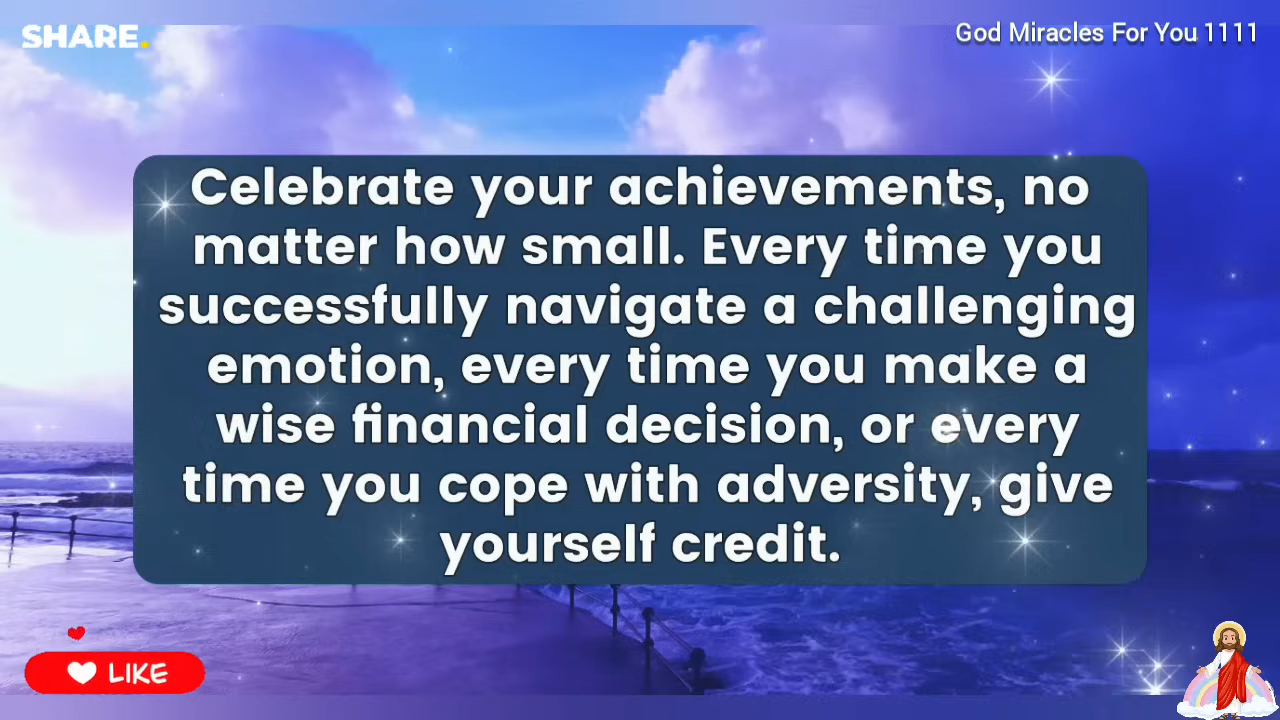 SHARE.
God Miracles For You 1111
Celebrate your achievements, no
matter how small. Every time you
successfully navigate a challenging
emotion, every time you make a
wise financial decision, or every
time you cope with adversity, give
yourself credit.
LIKE